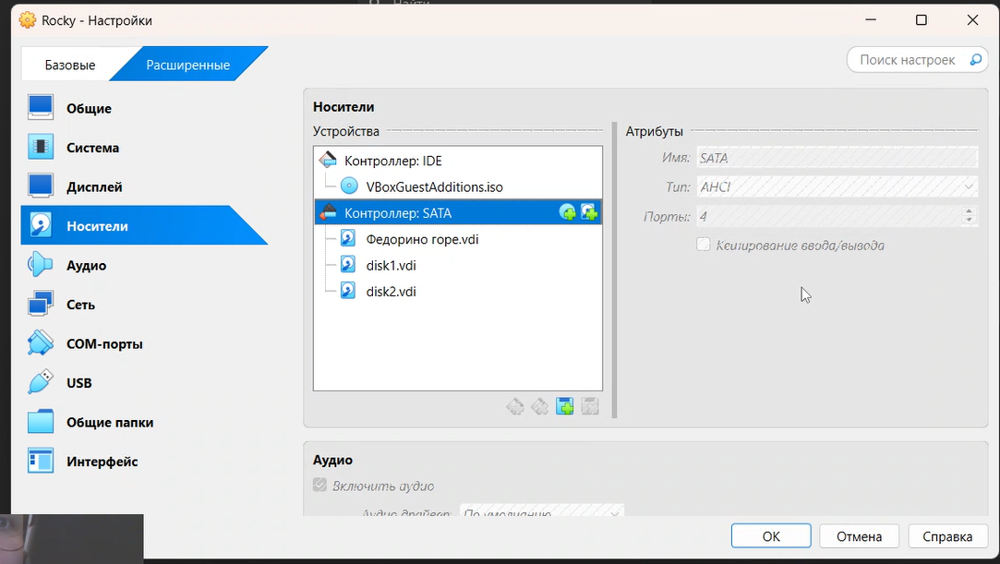 Найти
Rocky - Настройки
Базовые
Расширенные
Поиск настроек
Общие
Система
Дисплей
Носители
Аудио
Сеть
COM-порты
USB
Общие папки
Интерфейс
Носители
Устройства
Контроллер: IDE
VBoxGuestAdditions.iso
Контроллер: SATA
Федорино горе.vdi
disk1.vdi
disk2.vdi
Атрибуты
Имя: SATA
Тип: AHCI
Порты: 4
Кеширование ввода/вывода
Аудио
Включить аудио
Аудио драйвер: По умолчанию
OK
Отмена
Справка